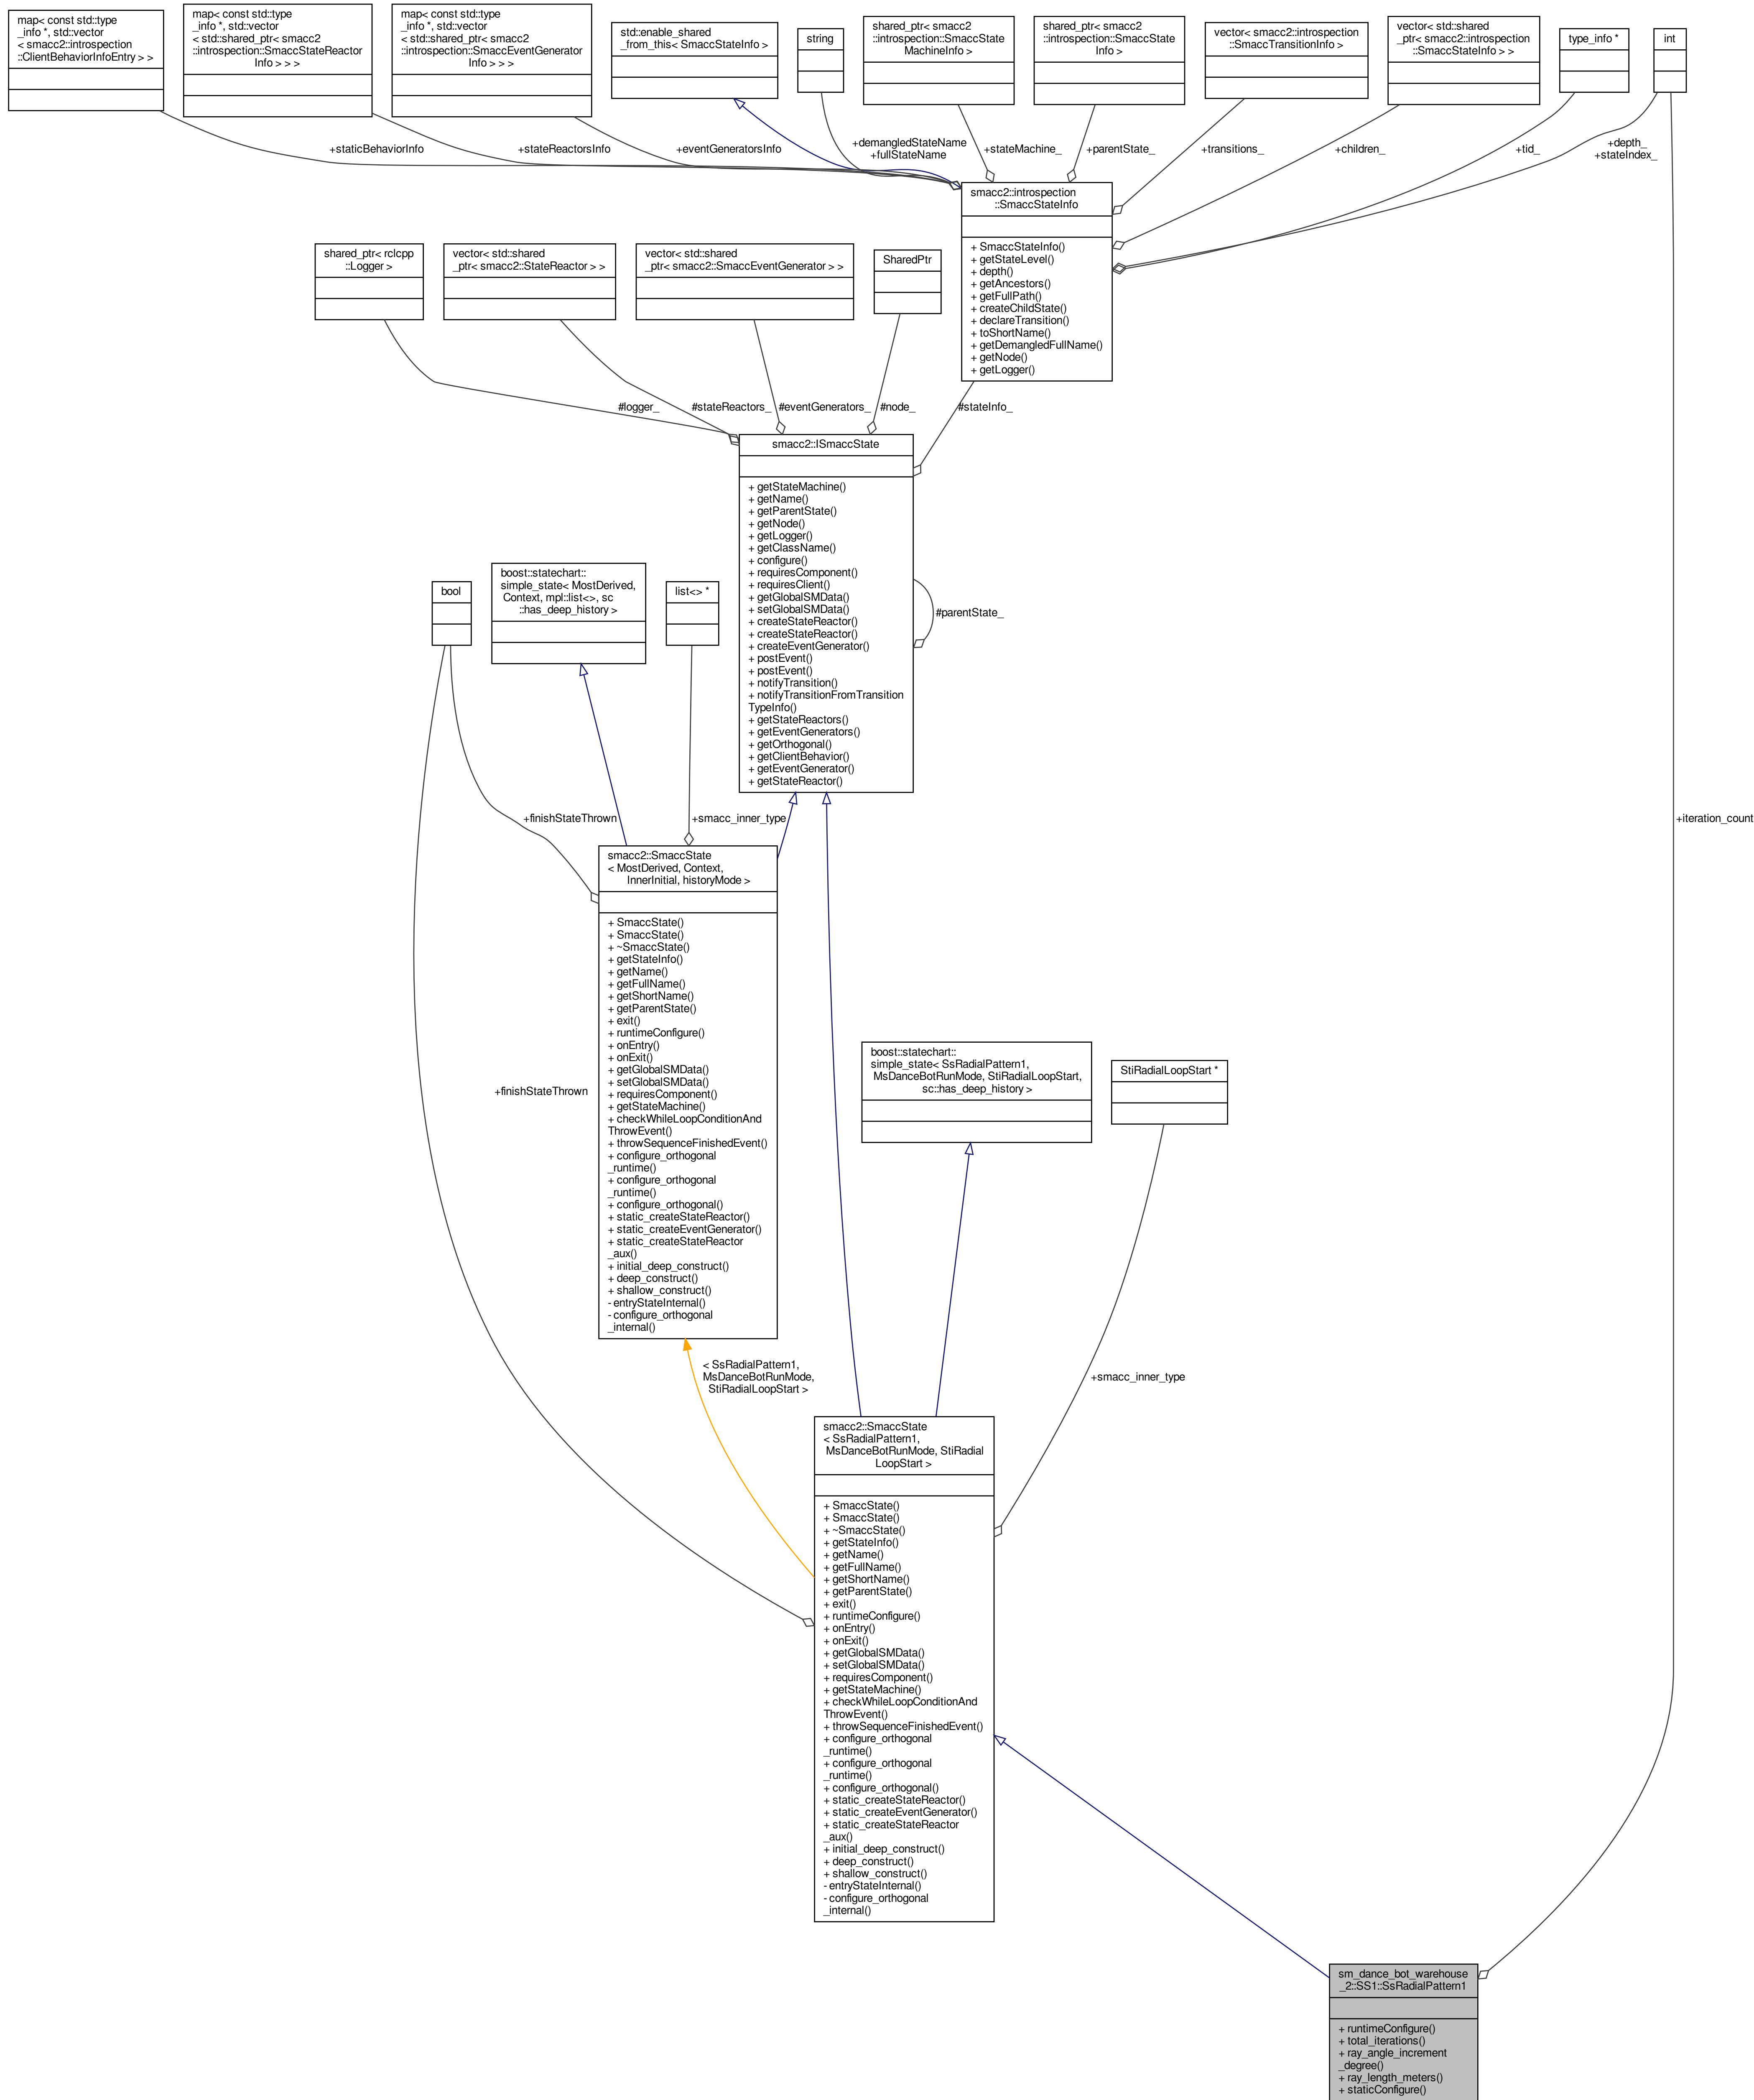 map< const std::type
_info *, std::vector
< smacc2::introspection
::ClientBehaviorInfoEntry > >
map< const std::type
_info *, std::vector
< std::shared_ptr< smacc2
::introspection::SmaccStateReactor
Info > > >
map< const std::type
_info *, std::vector
< std::shared_ptr< smacc2
::introspection::SmaccEventGenerator
Info > > >
std::enable_shared
_from_this< SmaccStateInfo >
string
shared_ptr< smacc2
::introspection::SmaccState
MachineInfo >
shared_ptr< smacc2
::introspection::SmaccState
Info >
vector< smacc2::introspection
::SmaccTransitionInfo >
vector< std::shared
_ptr< smacc2::introspection
::SmaccStateInfo > >
type_info *
int
+staticBehaviorInfo
+stateReactorsInfo
+eventGeneratorsInfo
+demangledStateName
+fullStateName
+stateMachine_
+parentState_
+transitions_
+children_
+tid_
+depth_
+stateIndex_
smacc2::introspection
::SmaccStateInfo
+ SmaccStateInfo()
+ getStateLevel()
+ depth()
+ getAncestors()
+ getFullPath()
+ createChildState()
+ declareTransition()
+ toShortName()
+ getDemangledFullName()
+ getNode()
+ getLogger()
shared_ptr< rclcpp
::Logger >
vector< std::shared
_ptr< smacc2::StateReactor > >
vector< std::shared
_ptr< smacc2::SmaccEventGenerator > >
SharedPtr
#logger_
#stateReactors_
#eventGenerators_
#node_
#stateInfo_
smacc2::ISmaccState
+ getStateMachine()
+ getName()
+ getParentState()
+ getNode()
+ getLogger()
+ getClassName()
+ configure()
+ requiresComponent()
+ requiresClient()
+ getGlobalSMData()
+ setGlobalSMData()
+ createStateReactor()
+ createStateReactor()
+ createEventGenerator()
+ postEvent()
+ postEvent()
+ notifyTransition()
+ notifyTransitionFromTransition
TypeInfo()
+ getStateReactors()
+ getEventGenerators()
+ getOrthogonal()
+ getClientBehavior()
+ getEventGenerator()
+ getStateReactor()
#parentState_
bool
boost::statechart::
simple_state< MostDerived,
Context, mpl::list<>, sc
::has_deep_history >
list<> *
+finishStateThrown
+smacc_inner_type
+iteration_count
smacc2::SmaccState
< MostDerived, Context,
InnerInitial, historyMode >
+ SmaccState()
+ SmaccState()
+ ~SmaccState()
+ getStateInfo()
+ getName()
+ getFullName()
+ getShortName()
+ getParentState()
+ exit()
+ runtimeConfigure()
+ onEntry()
+ onExit()
+ getGlobalSMData()
+ setGlobalSMData()
+ requiresComponent()
+ getStateMachine()
+ checkWhileLoopConditionAnd
ThrowEvent()
+ throwSequenceFinishedEvent()
+ configure_orthogonal
_runtime()
+ configure_orthogonal
_runtime()
+ configure_orthogonal()
+ static_createStateReactor()
+ static_createEventGenerator()
+ static_createStateReactor
_aux()
+ initial_deep_construct()
+ deep_construct()
+ shallow_construct()
- entryStateInternal()
- configure_orthogonal
_internal()
+finishStateThrown
boost::statechart::
simple_state< SsRadialPattern1,
MsDanceBotRunMode, StiRadialLoopStart,
sc::has_deep_history >
StiRadialLoopStart *
< SsRadialPattern1,
MsDanceBotRunMode,
StiRadialLoopStart >
+smacc_inner_type
smacc2::SmaccState
< SsRadialPattern1,
MsDanceBotRunMode, StiRadial
LoopStart >
+ SmaccState()
+ SmaccState()
+ ~SmaccState()
+ getStateInfo()
+ getName()
+ getFullName()
+ getShortName()
+ getParentState()
+ exit()
+ runtimeConfigure()
+ onEntry()
+ onExit()
+ getGlobalSMData()
+ setGlobalSMData()
+ requiresComponent()
+ getStateMachine()
+ checkWhileLoopConditionAnd
ThrowEvent()
+ throwSequenceFinishedEvent()
+ configure_orthogonal
_runtime()
+ configure_orthogonal
_runtime()
+ configure_orthogonal()
+ static_createStateReactor()
+ static_createEventGenerator()
+ static_createStateReactor
_aux()
+ initial_deep_construct()
+ deep_construct()
+ shallow_construct()
- entryStateInternal()
- configure_orthogonal
_internal()
sm_dance_bot_warehouse
_2::SS1::SsRadialPattern1
+ runtimeConfigure()
+ total_iterations()
+ ray_angle_increment
_degree()
+ ray_length_meters()
+ staticConfigure()